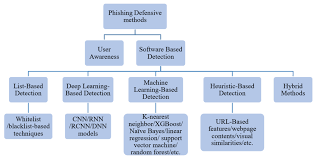 Phishing Defensive
methods
User
Awareness
Software Based
Detection
List-Based
Detection
Deep Learning-
Based Detection
Machine
Learning-Based
Detection
Heuristic-Based
Detection
Hybrid
Methods
Whitelist
/blacklist-based
techniques
CNN/RNN
/RCNN/DNN
models
K-nearest
neighbor/XGBoost/
Naïve Bayes/linear
regression/ support
vector machine/
random forest/etc.
URL-Based
features/webpage
contents/visual
similarities/etc.